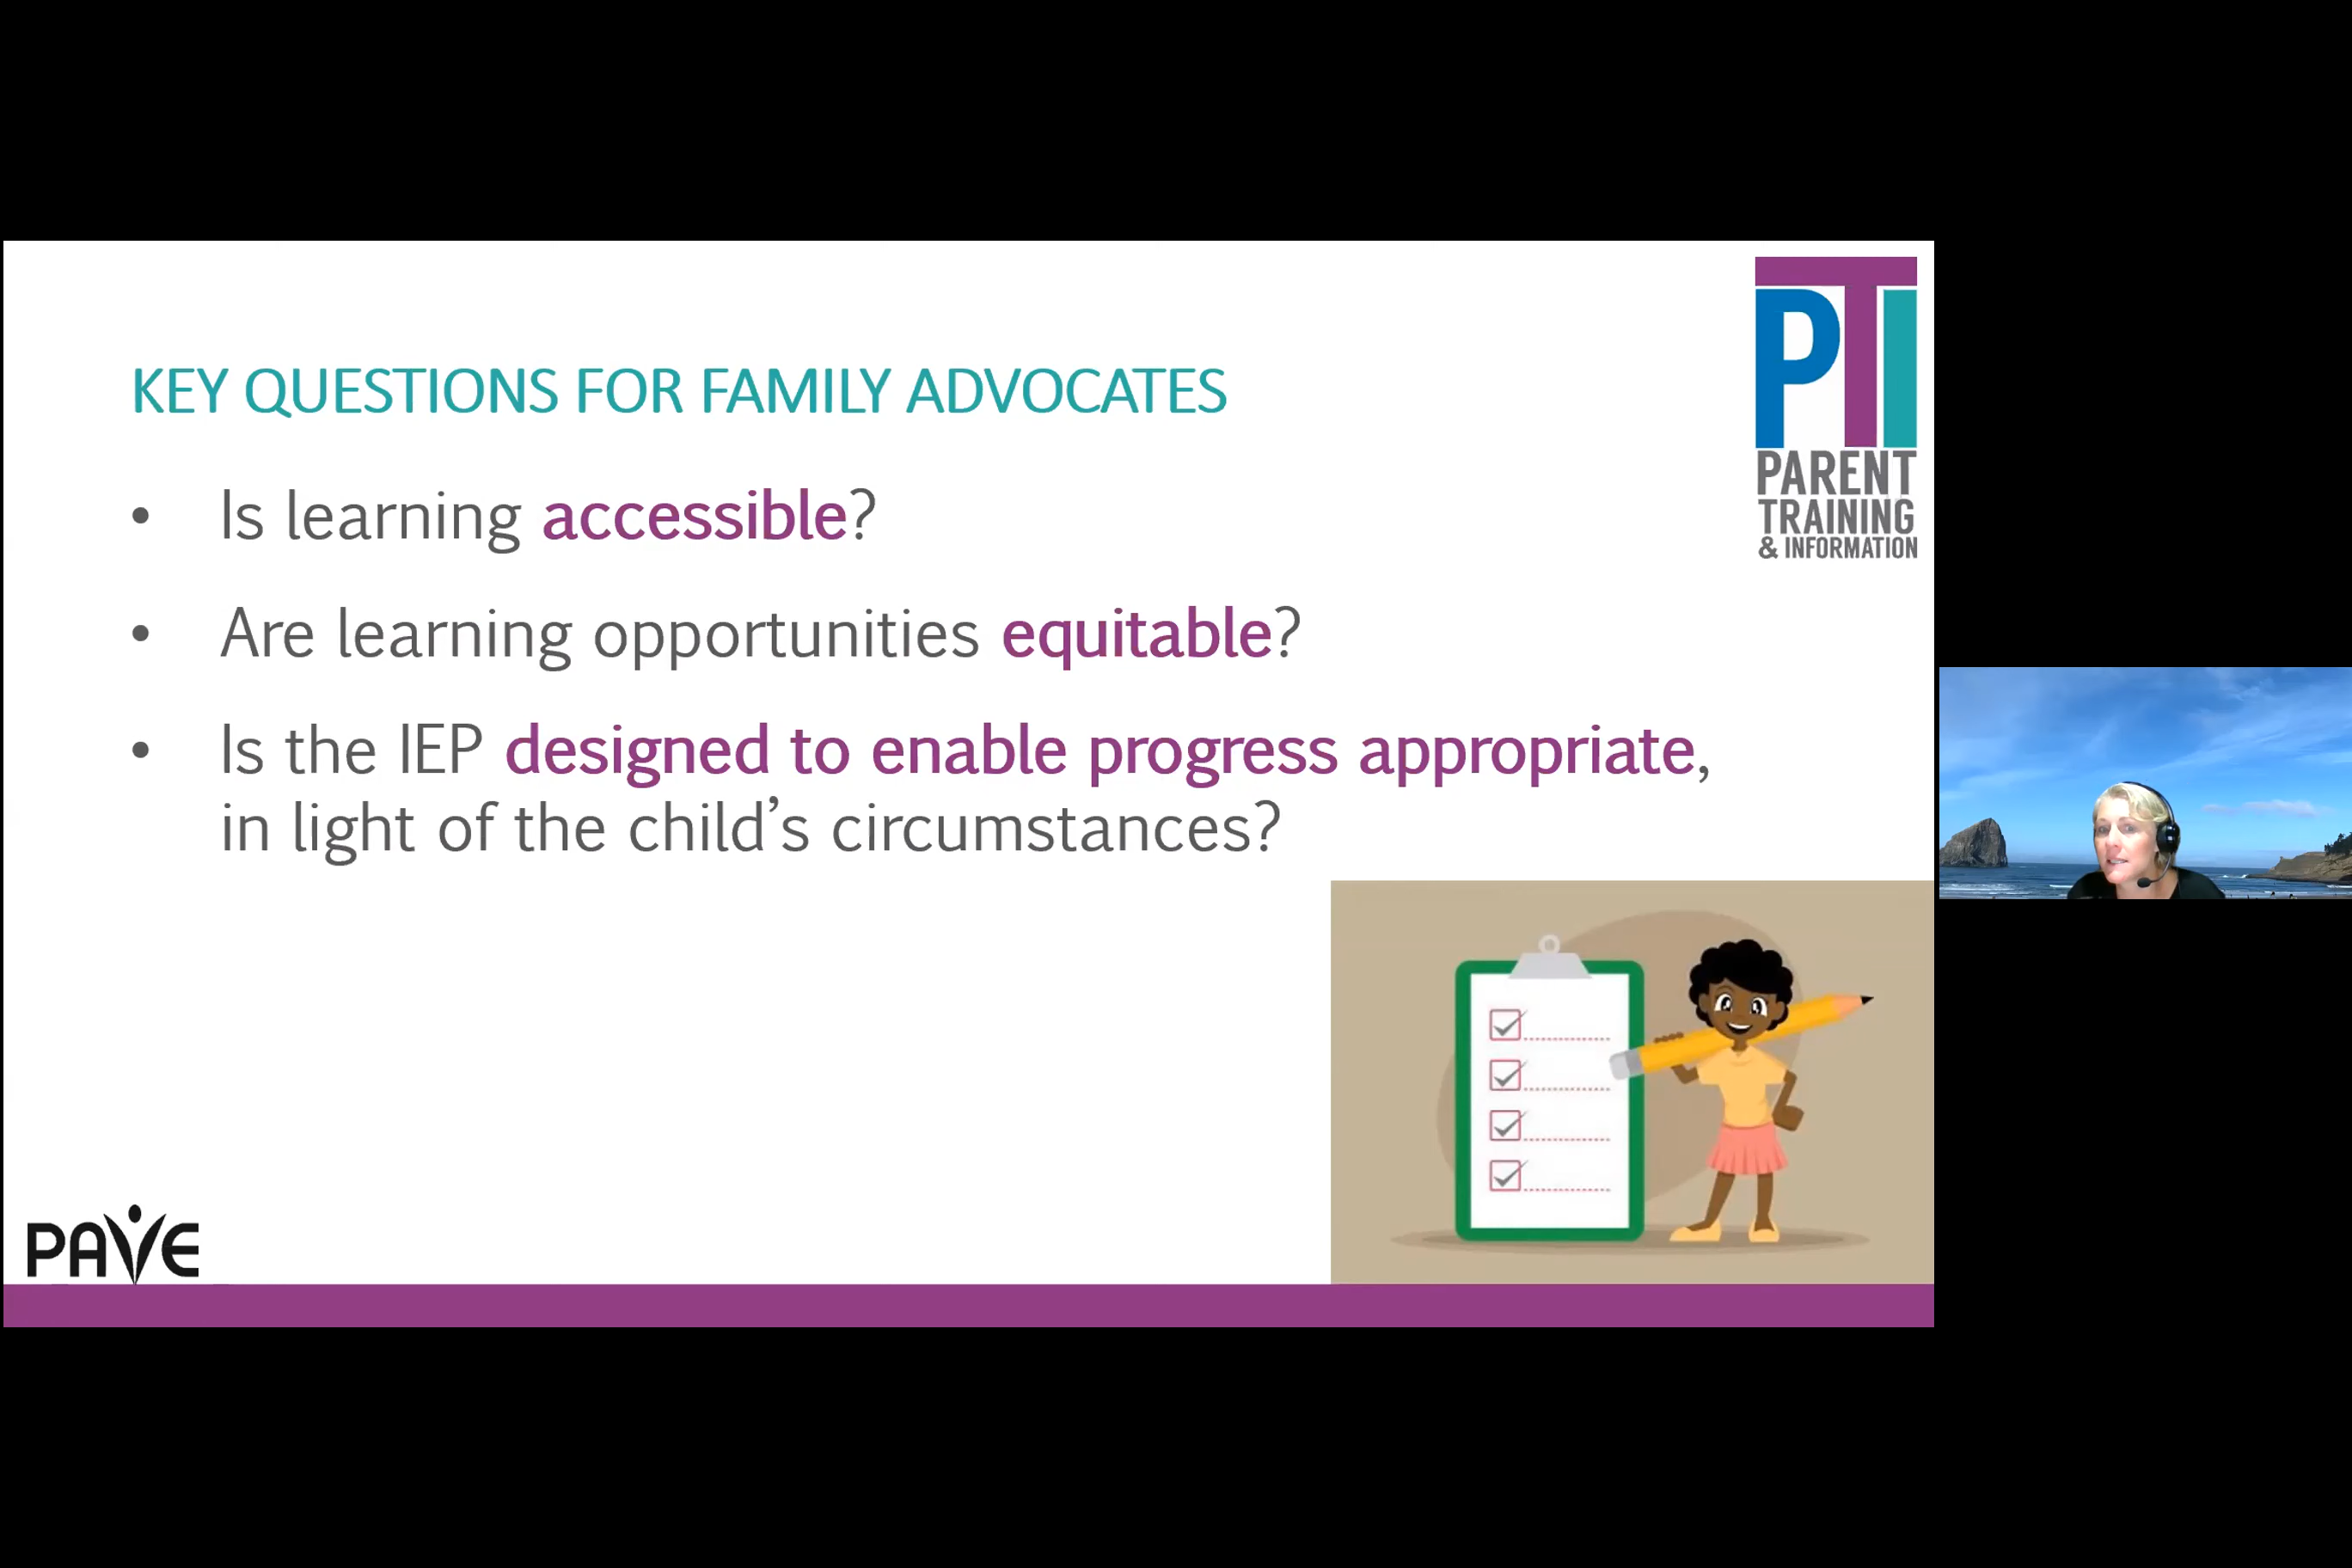 KEY QUESTIONS FOR FAMILY ADVOCATES
• Is learning accessible?
• Are learning opportunities equitable?
• Is the IEP designed to enable progress appropriate,
in light of the child’s circumstances?
PTI
PARENT
TRAINING
& INFORMATION
PAVE